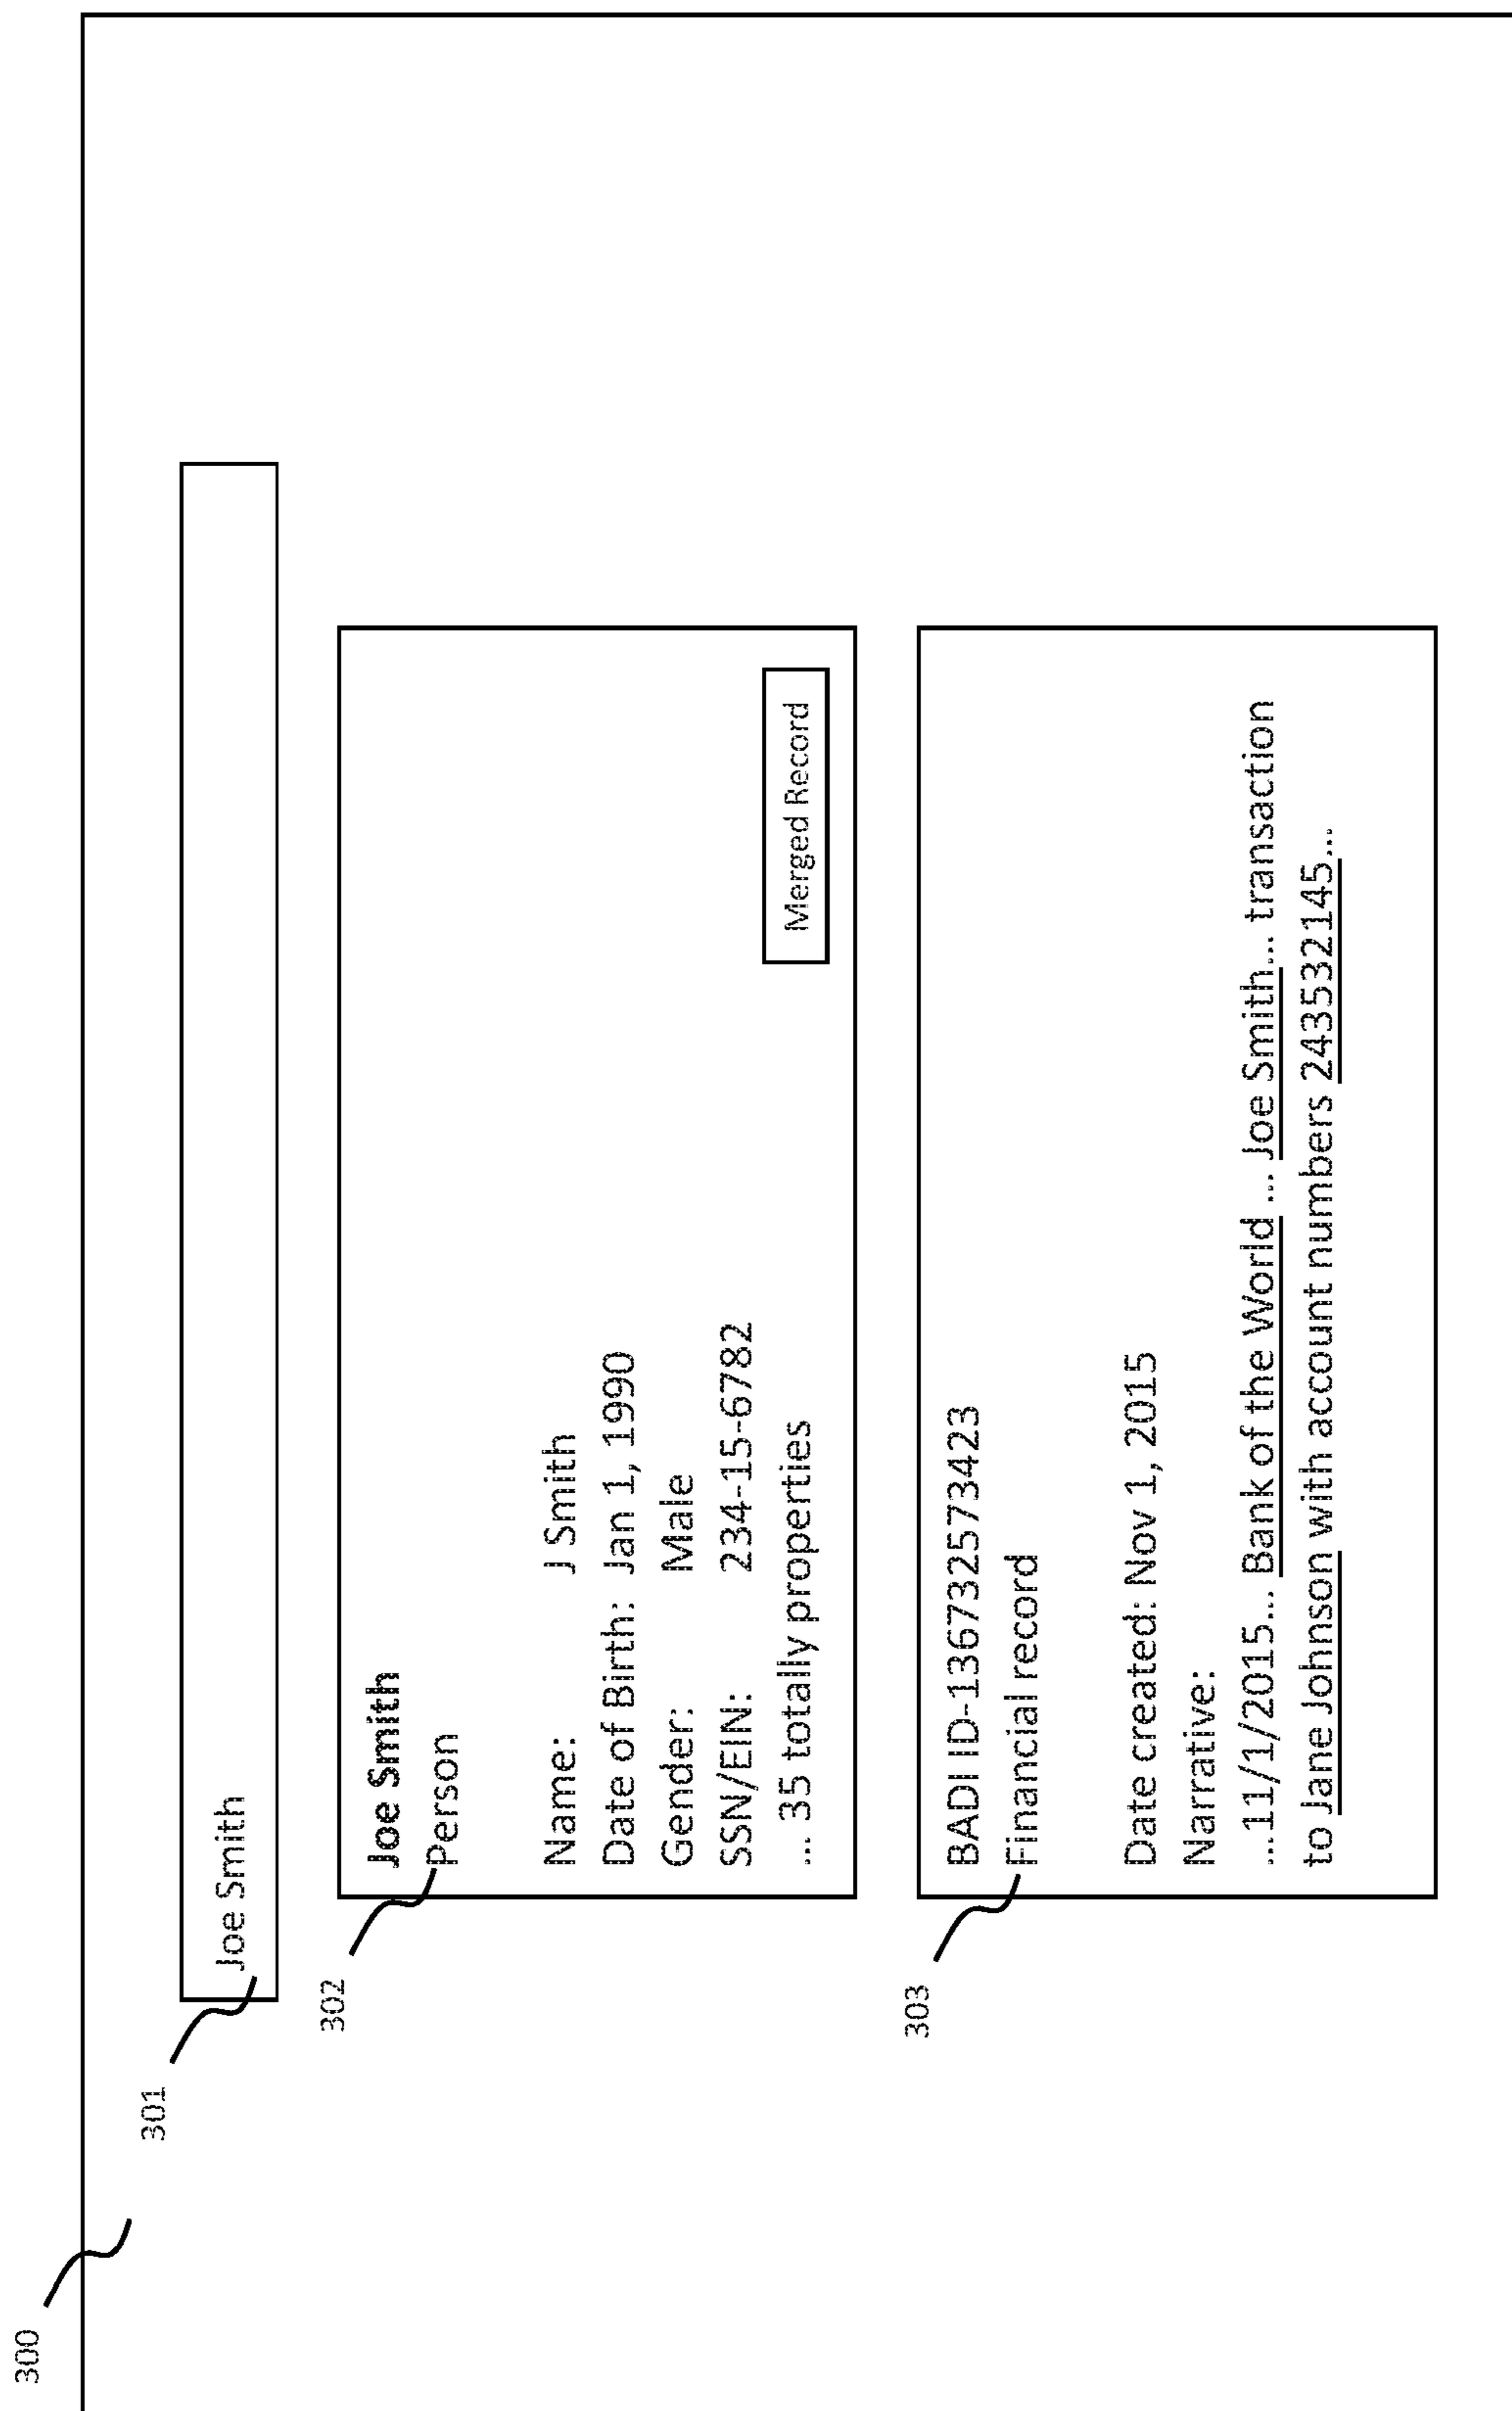 300
301
Joe Smith
302
Joe Smith
Person
Name: J Smith
Date of Birth: Jan 1, 1990
Gender: Male
SSN/EIN: 234-15-6782
... 35 totally properties
Merged Record
303
BADI ID-1367325573423
Financial record
Date created: Nov 1, 2015
Narrative:
...11/1/2015... Bank of the World ... Joe Smith... transaction
to Jane Johnson with account numbers 243532145...